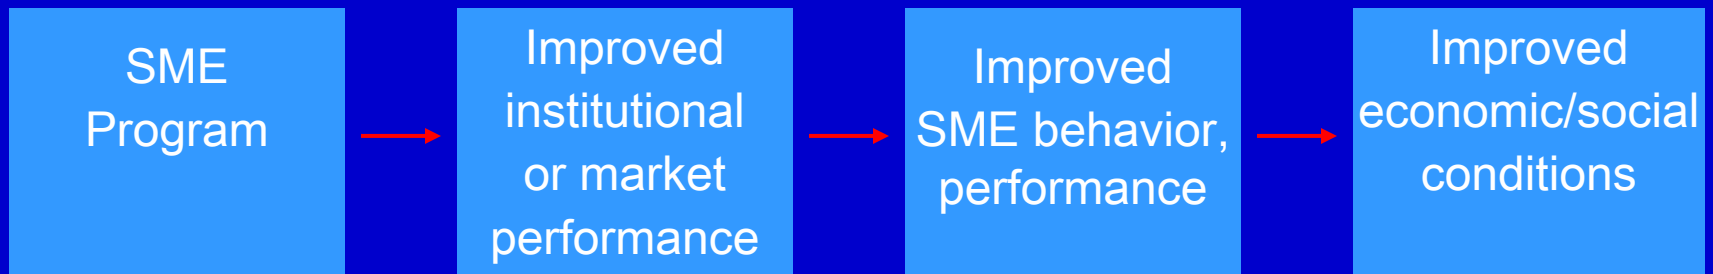 SME
Program
Improved
institutional
or market
performance
Improved
SME behavior,
performance
Improved
economic/social
conditions